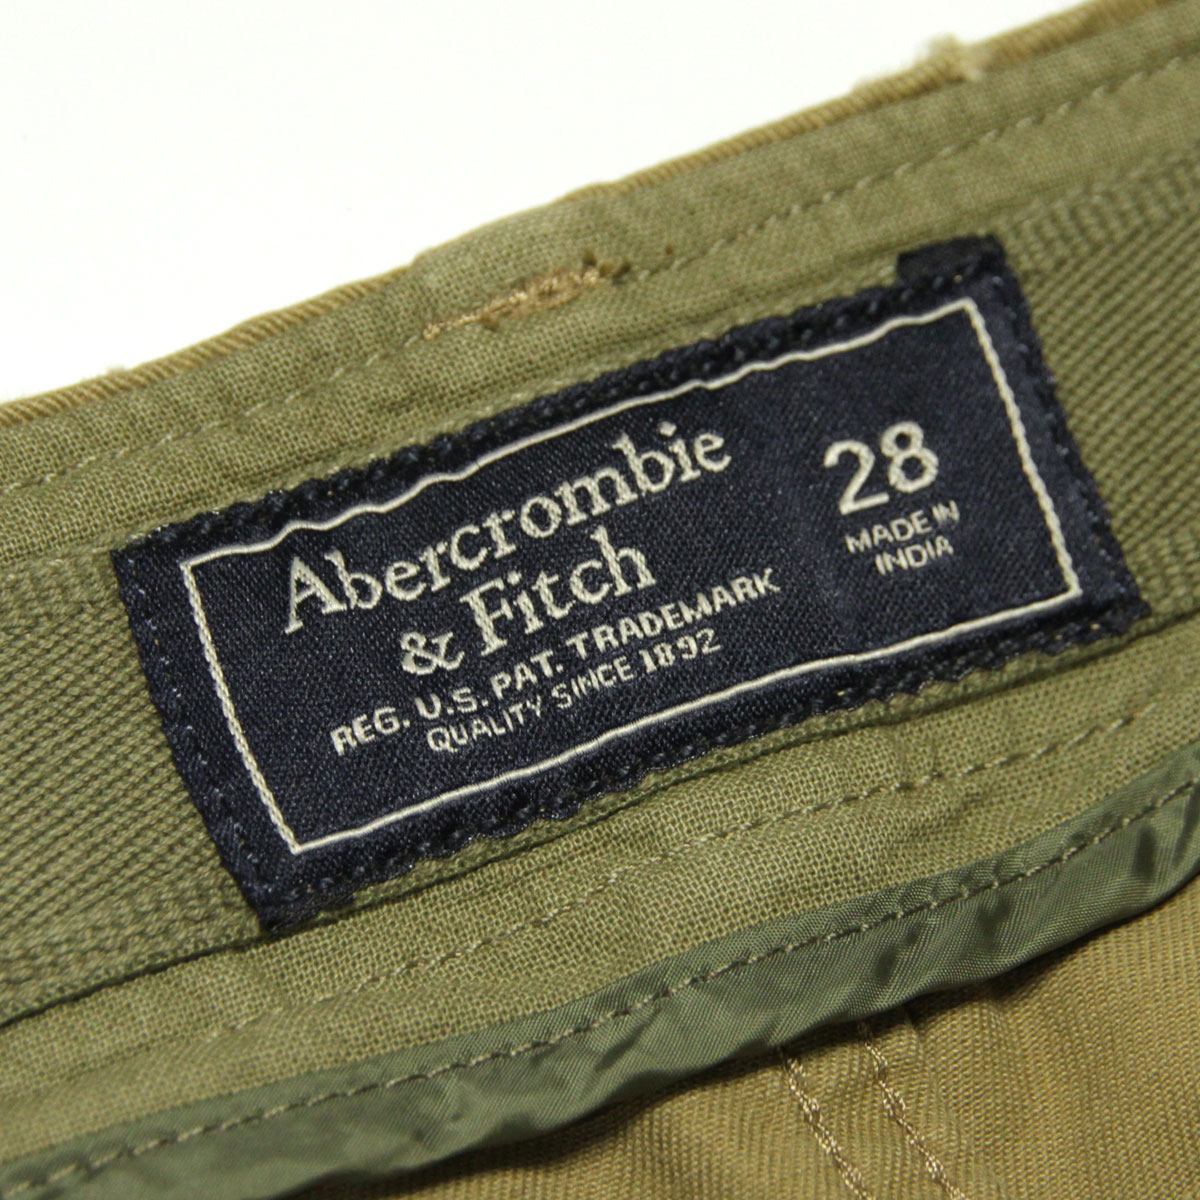 Abercrombie
& Fitch
REG. U.S. PAT. TRADEMARK
QUALITY SINCE 1892
28
MADE IN
INDIA